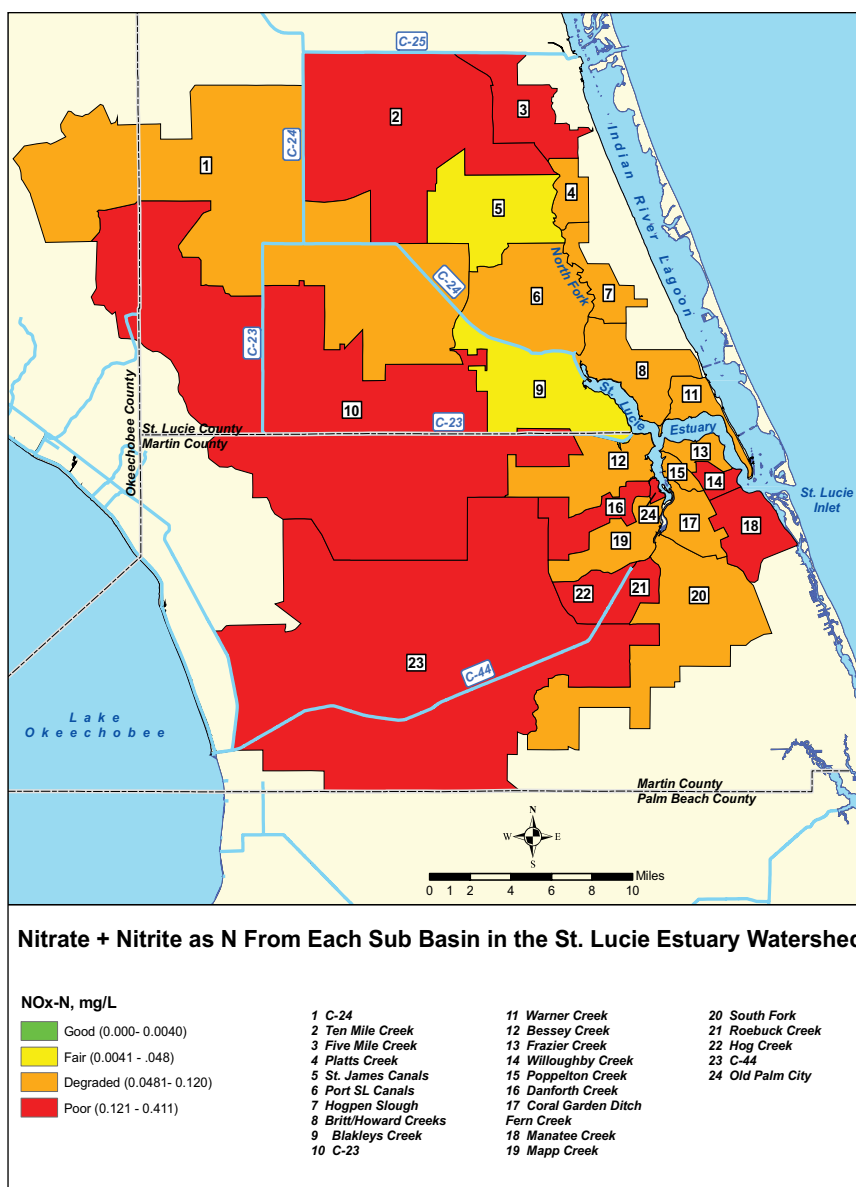 C-25
2
3
C-24
1
4
5
Indian River Lagoon
North Fork
C-24
7
6
C-23
8
9
11
10
St. Lucie
C-23
Estuary
Okeechobee County
St. Lucie County
Martin County
12
13
15
14
St. Lucie
Inlet
16
24
17
18
19
22
21
20
23
C-44
Lake
Okeechobee
Martin County
Palm Beach County
N
W E
S
Miles
0 1 2 4 6 8 10
Nitrate + Nitrite as N From Each Sub Basin in the St. Lucie Estuary Watershed
NOx-N, mg/L
Good (0.000- 0.0040)
Fair (0.0041 - .048)
Degraded (0.0481- 0.120)
Poor (0.121 - 0.411)
1 C-24
2 Ten Mile Creek
3 Five Mile Creek
4 Platts Creek
5 St. James Canals
6 Port SL Canals
7 Hogpen Slough
8 Britt/Howard Creeks
9 Blakleys Creek
10 C-23
11 Warner Creek
12 Bessey Creek
13 Frazier Creek
14 Willoughby Creek
15 Poppelton Creek
16 Danforth Creek
17 Coral Garden Ditch
Fern Creek
18 Manatee Creek
19 Mapp Creek
20 South Fork
21 Roebuck Creek
22 Hog Creek
23 C-44
24 Old Palm City